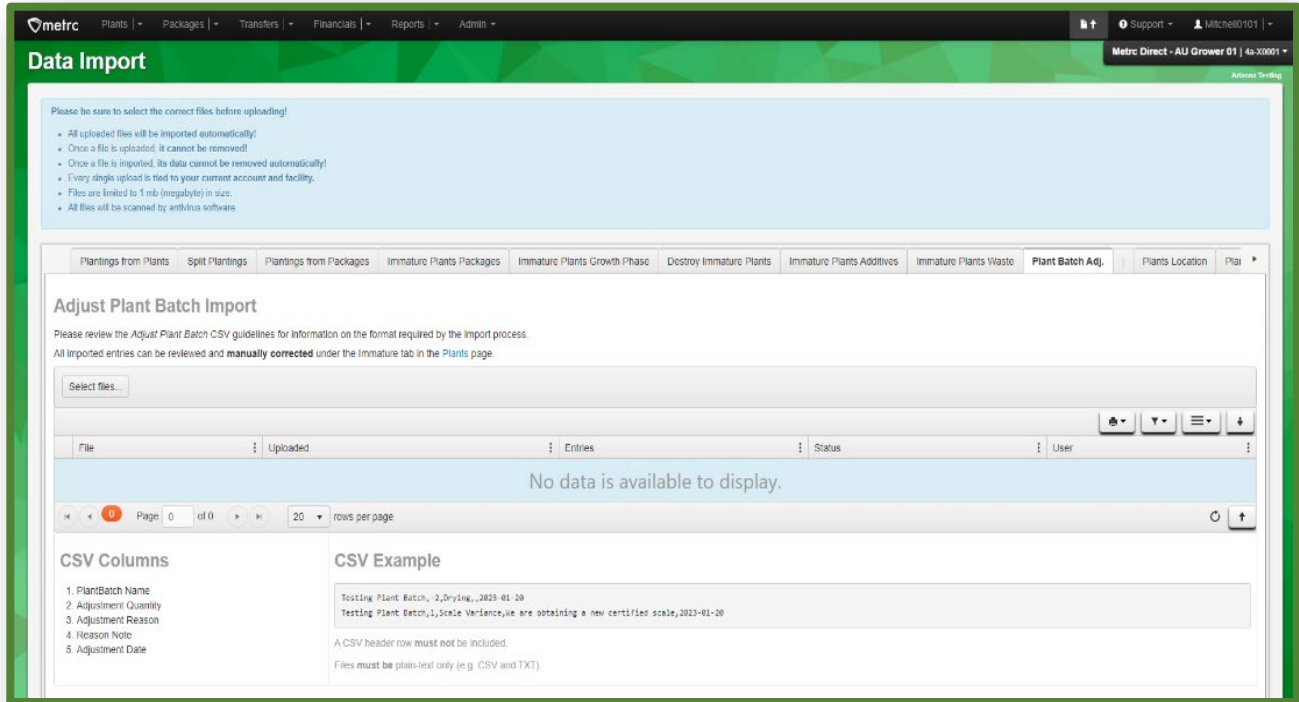 metrc Plants Packages Transfers Financials Reports Admin Support Mitchell0101
Data Import
Metrc Direct - AU Grower 01 | 4a-X0001
Arizona Testing
Please be sure to select the correct files before uploading!
• All uploaded files will be imported automatically!
• Once a file is uploaded, it cannot be removed!
• Once a file is imported, its data cannot be removed automatically!
• Every single upload is tied to your current account and facility.
• Files are limited to 1 mb (megabyte) in size.
• All files will be scanned by antivirus software.
Plantings from Plants Split Plantings Plantings from Packages Immature Plants Packages Immature Plants Growth Phase Destroy Immature Plants Immature Plants Additives Immature Plants Waste Plant Batch Adj. Plants Location Plar
Adjust Plant Batch Import
Please review the Adjust Plant Batch CSV guidelines for information on the format required by the import process.
All imported entries can be reviewed and manually corrected under the Immature tab in the Plants page.
Select files...
File Uploaded Entries Status User
No data is available to display.
0 Page 0 of 0 20 rows per page
CSV Columns
1. PlantBatch Name
2. Adjustment Quantity
3. Adjustment Reason
4. Reason Note
5. Adjustment Date
CSV Example
Testing Plant Batch,-2,Drying,,2023-01-20
Testing Plant Batch,1,Scale Variance,We are obtaining a new certified scale,2023-01-20
A CSV header row must not be included.
Files must be plain-text only (e.g. CSV and TXT)